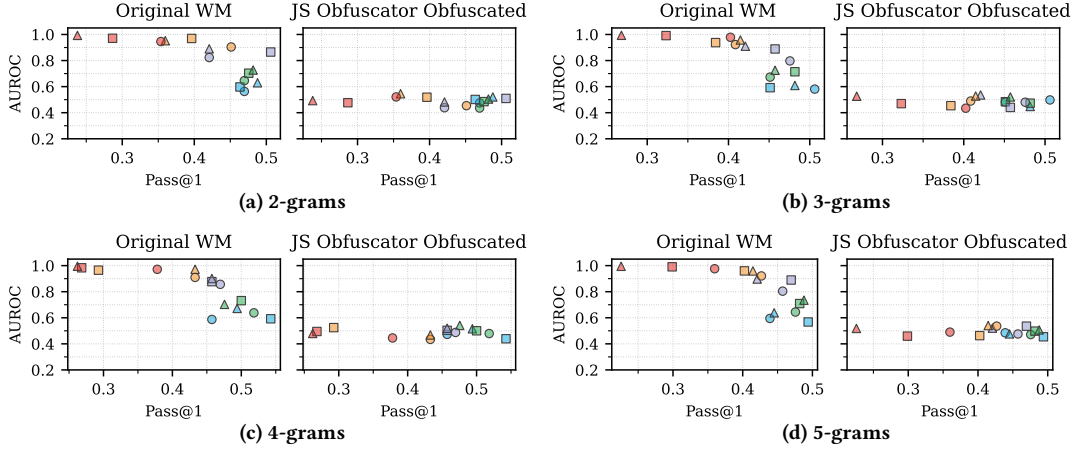 Original WM
JS Obfuscator Obfuscated
AUROC
1.0
0.8
0.6
0.4
0.2
0.3 0.4 0.5
0.3 0.4 0.5
Pass@1
Pass@1
(a) 2-grams
Original WM
JS Obfuscator Obfuscated
AUROC
1.0
0.8
0.6
0.4
0.2
0.3 0.4 0.5
0.3 0.4 0.5
Pass@1
Pass@1
(b) 3-grams
Original WM
JS Obfuscator Obfuscated
AUROC
1.0
0.8
0.6
0.4
0.2
0.3 0.4 0.5
0.3 0.4 0.5
Pass@1
Pass@1
(c) 4-grams
Original WM
JS Obfuscator Obfuscated
AUROC
1.0
0.8
0.6
0.4
0.2
0.3 0.4 0.5
0.3 0.4 0.5
Pass@1
Pass@1
(d) 5-grams